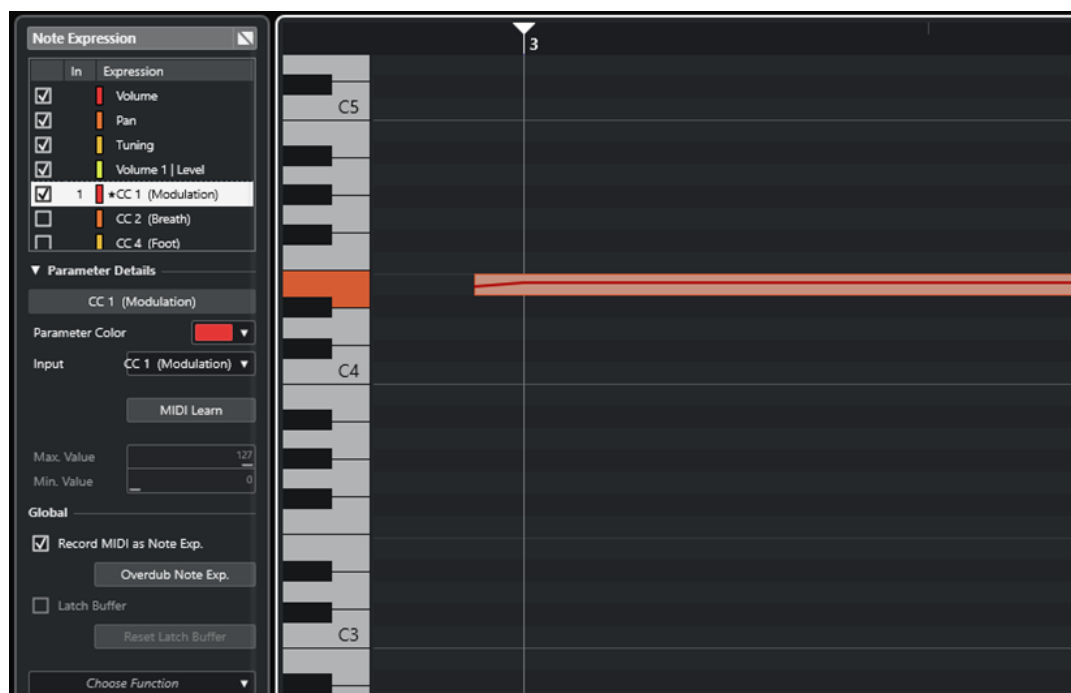 Note Expression
In Expression
Volume
Pan
Tuning
Volume 1 | Level
1 ★CC 1 (Modulation)
CC 2 (Breath)
CC 4 (Foot)
▼ Parameter Details
CC 1 (Modulation)
Parameter Color
Input CC 1 (Modulation) ▼
MIDI Learn
Max. Value 127
Min. Value 0
Global
Record MIDI as Note Exp.
Overdub Note Exp.
Latch Buffer
Reset Latch Buffer
Choose Function ▼
3
C5
C4
C3